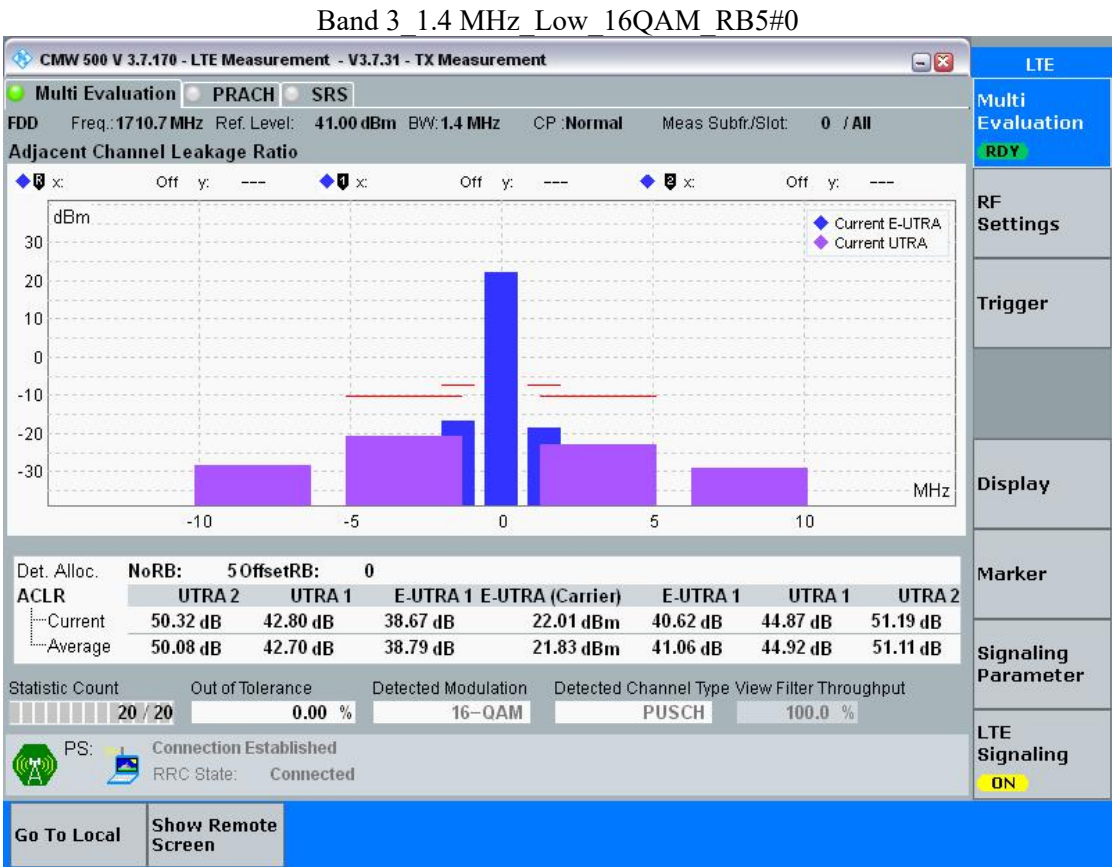 Band 3_1.4 MHz_Low_16QAM_RB5#0
CMW 500 V 3.7.170 - LTE Measurement - V3.7.31 - TX Measurement
LTE
Multi Evaluation PRACH SRS
Multi Evaluation
RDY
FDD Freq.: 1710.7 MHz Ref. Level: 41.00 dBm BW: 1.4 MHz CP : Normal Meas Subfr./Slot: 0 / All
Adjacent Channel Leakage Ratio
R x: Off y: --- 1 x: Off y: --- 2 x: Off y: ---
RF Settings
dBm
Current E-UTRA
Current UTRA
30
20
10
0
-10
-20
-30
MHz
-10 -5 0 5 10
Trigger
Display
Det. Alloc. NoRB: 5 OffsetRB: 0
ACLR UTRA 2 UTRA 1 E-UTRA 1 E-UTRA (Carrier) E-UTRA 1 UTRA 1 UTRA 2
Current 50.32 dB 42.80 dB 38.67 dB 22.01 dBm 40.62 dB 44.87 dB 51.19 dB
Average 50.08 dB 42.70 dB 38.79 dB 21.83 dBm 41.06 dB 44.92 dB 51.11 dB
Marker
Statistic Count Out of Tolerance Detected Modulation Detected Channel Type View Filter Throughput
20 / 20 0.00 % 16-QAM PUSCH 100.0 %
Signaling Parameter
PS: Connection Established
RRC State: Connected
LTE Signaling
ON
Go To Local
Show Remote Screen